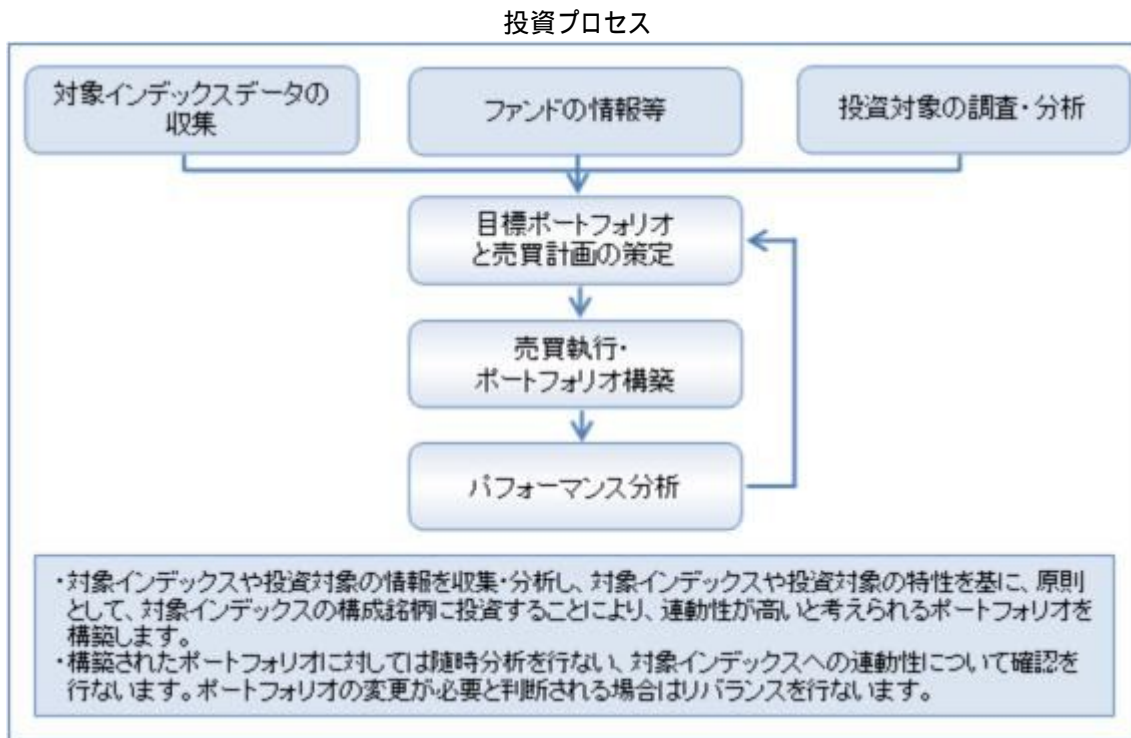 投資プロセス
対象インデックスデータの
収集
ファンドの情報等
投資対象の調査・分析
目標ポートフォリオ
と売買計画の策定
売買執行・
ポートフォリオ構築
パフォーマンス分析
・対象インデックスや投資対象の情報を収集・分析し、対象インデックスや投資対象の特性を基に、原則
として、対象インデックスの構成銘柄に投資することにより、連動性が高いと考えられるポートフォリオを
構築します。
・構築されたポートフォリオに対しては随時分析を行ない、対象インデックスへの連動性について確認を
行ないます。ポートフォリオの変更が必要と判断される場合はリバランスを行ないます。